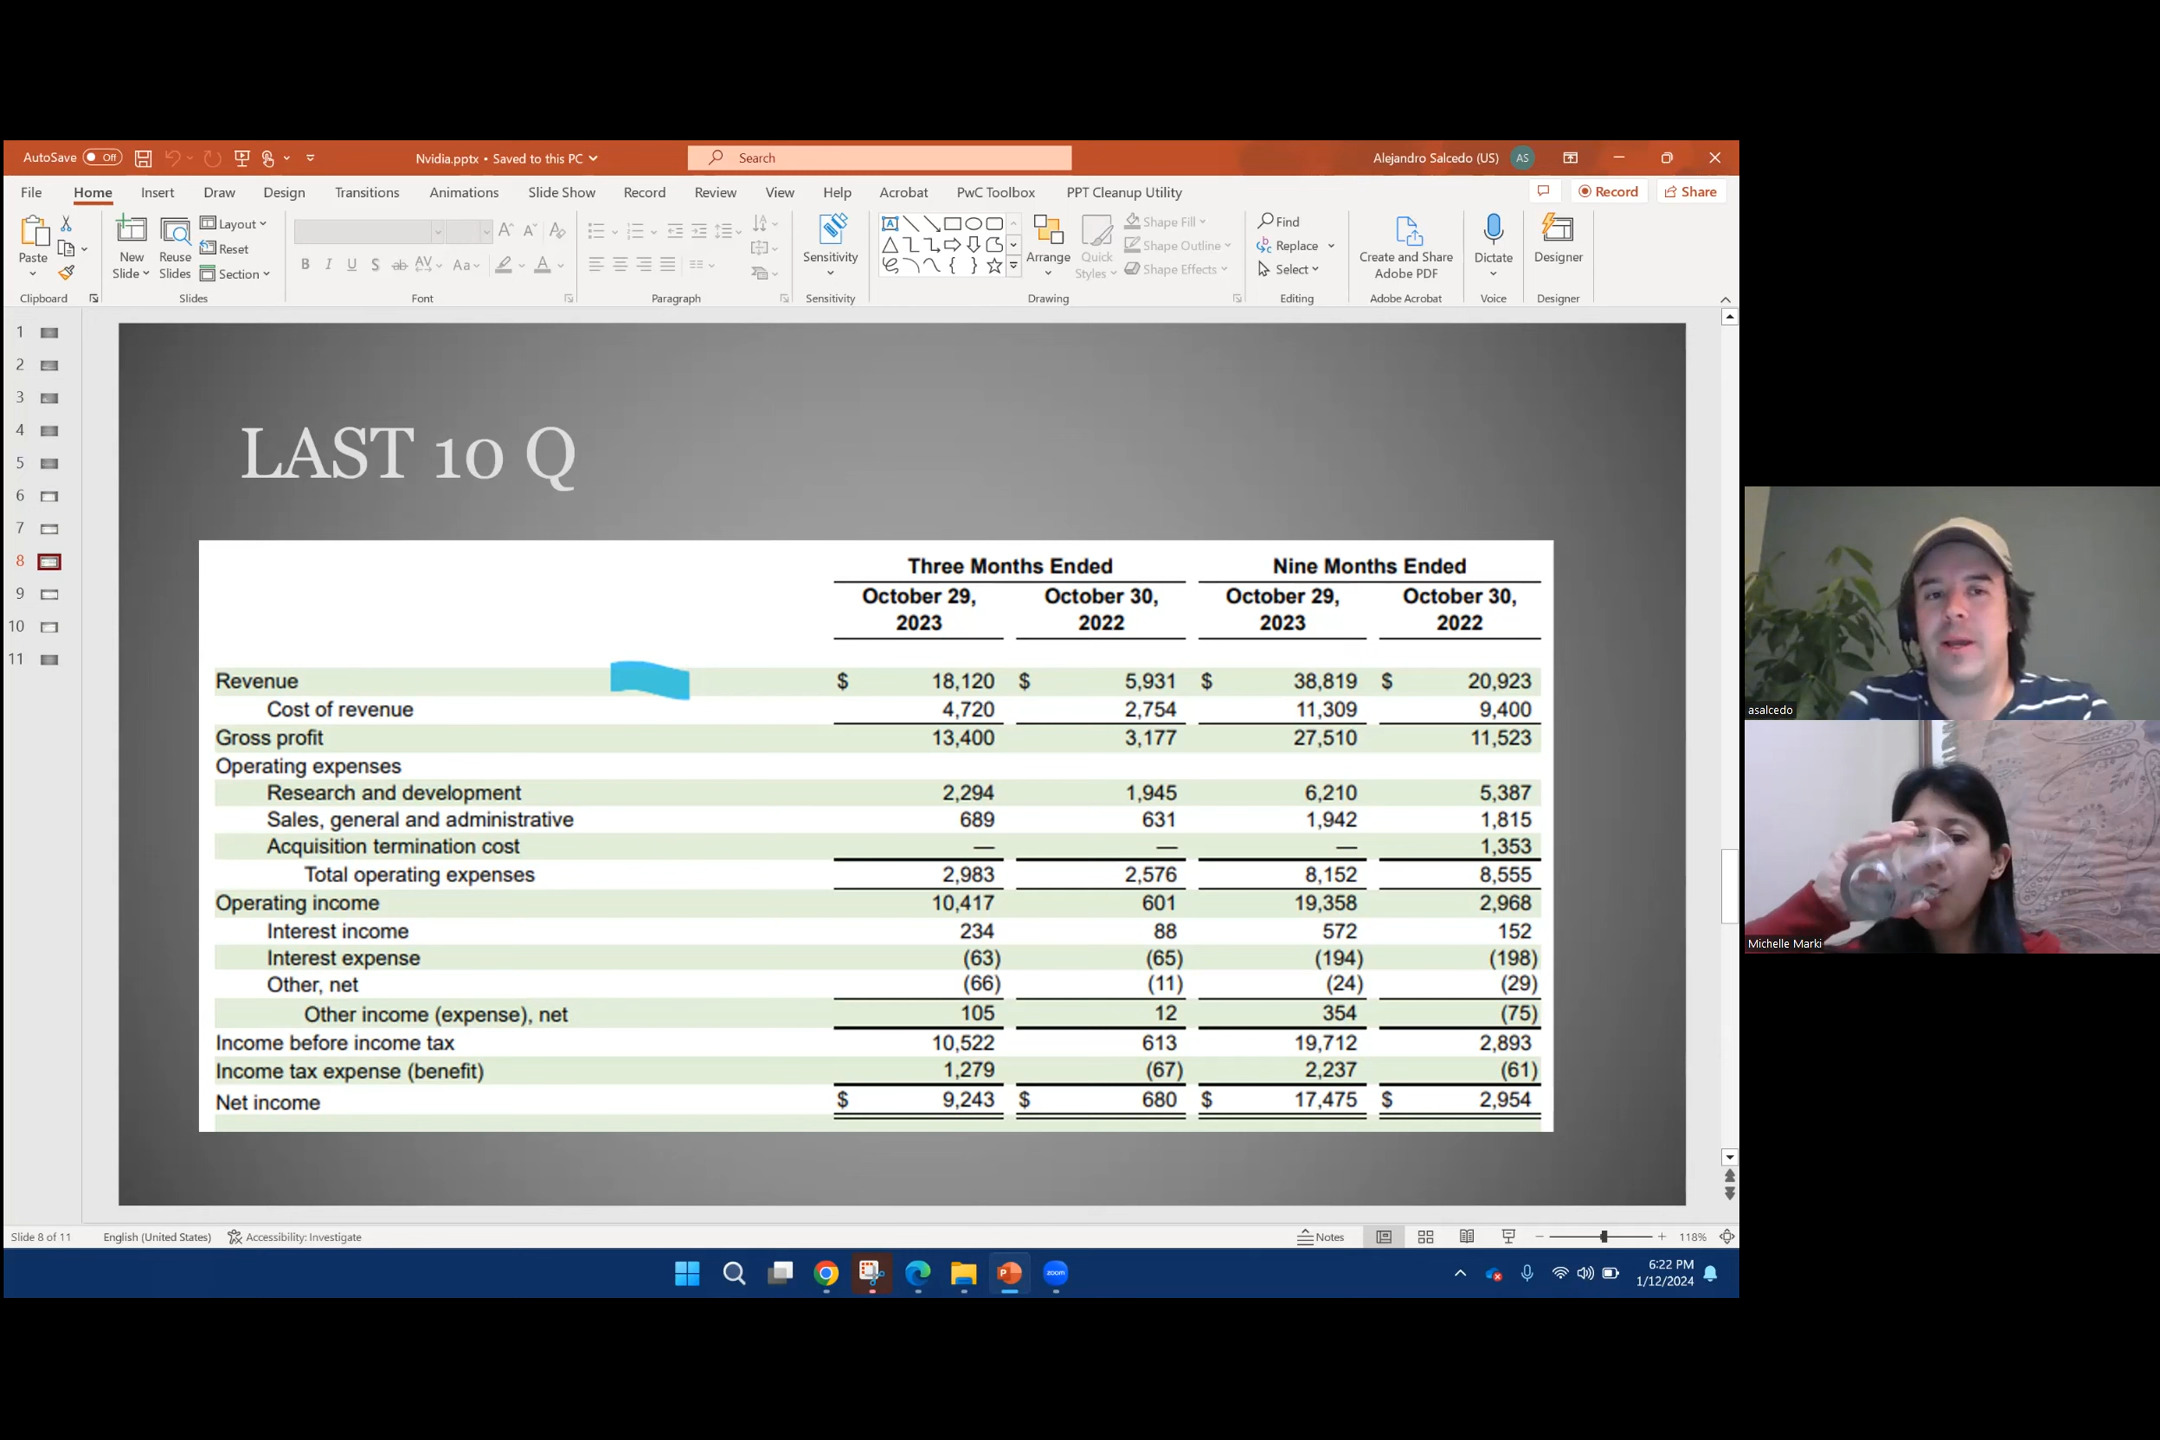 AutoSave Off
Nvidia.pptx • Saved to this PC
Search
Alejandro Salcedo (US) AS
File Home Insert Draw Design Transitions Animations Slide Show Record Review View Help Acrobat PwC Toolbox PPT Cleanup Utility
Record Share
Paste
Clipboard
New Slide
Reuse Slides
Layout
Reset
Section
Slides
B I U S ab AV Aa A
Font
Paragraph
Sensitivity
Sensitivity
Arrange
Quick Styles
Shape Fill
Shape Outline
Shape Effects
Drawing
Find
Replace
Select
Editing
Create and Share Adobe PDF
Adobe Acrobat
Dictate
Voice
Designer
Designer
1
2
3
4
5
6
7
8
9
10
11
LAST 10 Q
Three Months Ended Nine Months Ended
October 29, October 30, October 29, October 30,
2023 2022 2023 2022
Revenue $ 18,120 $ 5,931 $ 38,819 $ 20,923
Cost of revenue 4,720 2,754 11,309 9,400
Gross profit 13,400 3,177 27,510 11,523
Operating expenses
Research and development 2,294 1,945 6,210 5,387
Sales, general and administrative 689 631 1,942 1,815
Acquisition termination cost — — — 1,353
Total operating expenses 2,983 2,576 8,152 8,555
Operating income 10,417 601 19,358 2,968
Interest income 234 88 572 152
Interest expense (63) (65) (194) (198)
Other, net (66) (11) (24) (29)
Other income (expense), net 105 12 354 (75)
Income before income tax 10,522 613 19,712 2,893
Income tax expense (benefit) 1,279 (67) 2,237 (61)
Net income $ 9,243 $ 680 $ 17,475 $ 2,954
asalcedo
Michelle Marki
Slide 8 of 11 English (United States) Accessibility: Investigate
Notes
118%
zoom
6:22 PM
1/12/2024